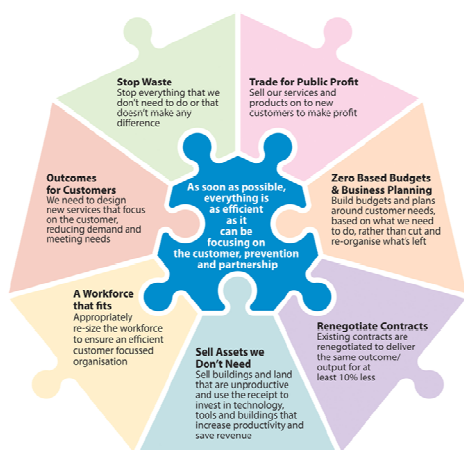 Stop Waste
Stop everything that we
don't need to do or that
doesn't make any
difference
Trade for Public Profit
Sell our services and
products on to new
customers to make profit
Outcomes
for Customers
We need to design
new services that focus
on the customer,
reducing demand and
meeting needs
As soon as possible,
everything is
as efficient
as it
can be
focusing on
the customer, prevention
and partnership
Zero Based Budgets
& Business Planning
Build budgets and plans
around customer needs,
based on what we need
to do, rather than cut and
re-organise what's left
A Workforce
that fits
Appropriately
re-size the workforce
to ensure an efficient
customer focussed
organisation
Sell Assets we
Don't Need
Sell buildings and land
that are unproductive
and use the receipt to
invest in technology,
tools and buildings that
increase productivity and
save revenue
Renegotiate Contracts
Existing contracts are
renegotiated to deliver
the same outcome/
output for at
least 10% less